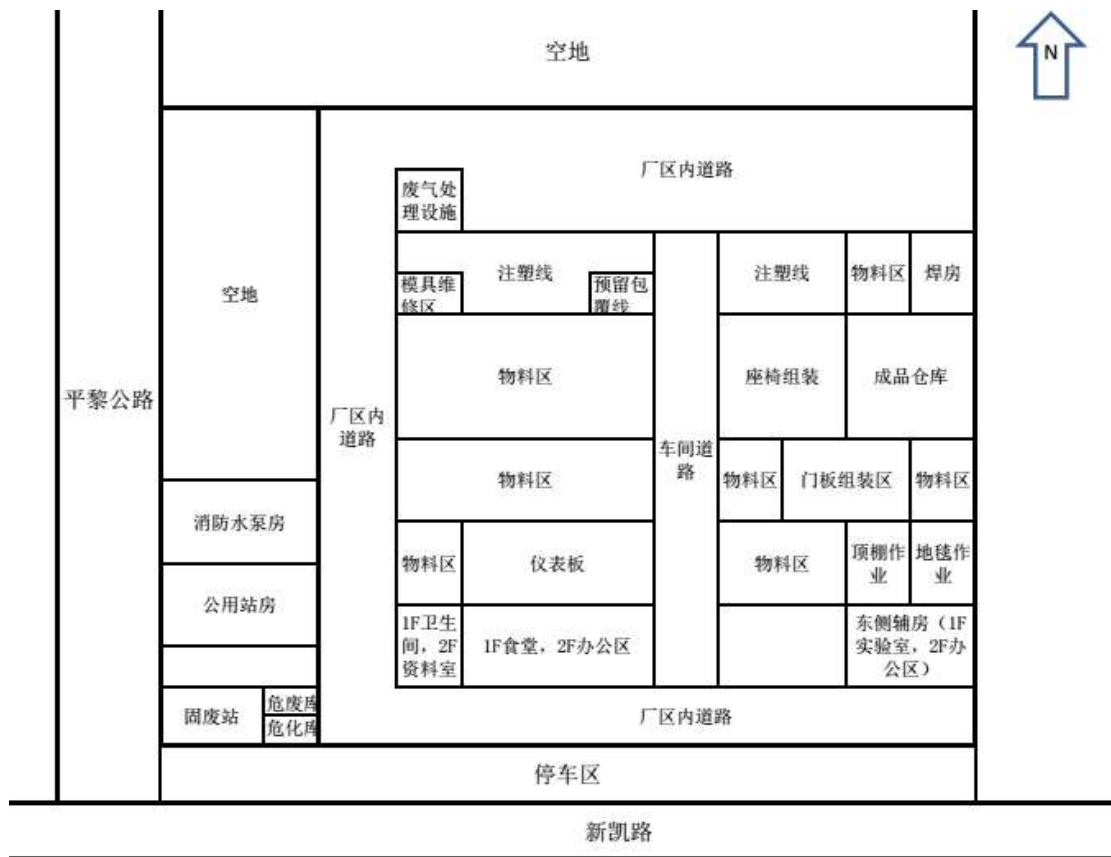 空地
N
厂区内道路
废气处
理设施
注塑线
模具维
修区
预留包
覆线
注塑线
物料区
焊房
空地
物料区
座椅组装
成品仓库
平黎公路
厂区内
道路
车间道
路
物料区
物料区
门板组装区
物料区
消防水泵房
物料区
仪表板
物料区
顶棚作
业
地毯作
业
公用站房
1F卫生
间，2F
资料室
1F食堂，2F办公区
东侧辅房（1F
实验室，2F办
公区）
固废站
危废库
危化库
厂区内道路
停车区
新凯路